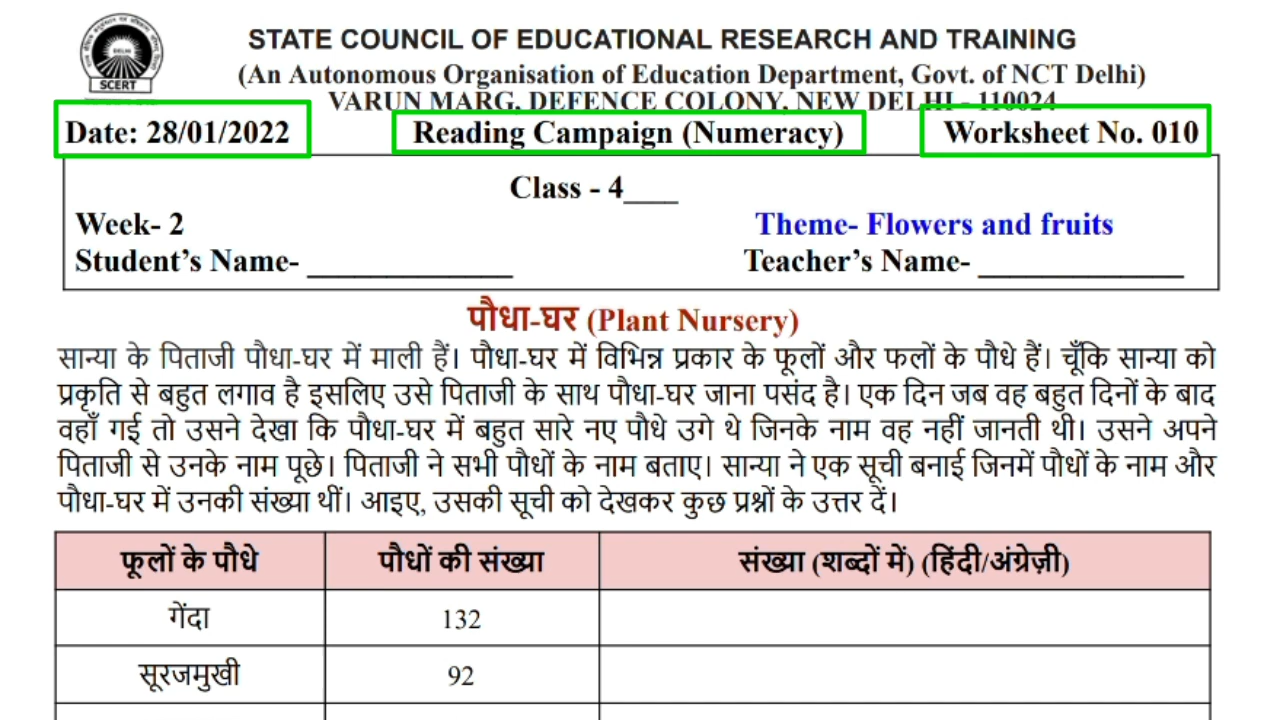 STATE COUNCIL OF EDUCATIONAL RESEARCH AND TRAINING
(An Autonomous Organisation of Education Department, Govt. of NCT Delhi)
VARUN MARG, DEFENCE COLONY, NEW DELHI - 110024
SCERT
Date: 28/01/2022 Reading Campaign (Numeracy) Worksheet No. 010
Class - 4____
Week- 2 Theme- Flowers and fruits
Student’s Name- _____________ Teacher’s Name- _____________
पौधा-घर (Plant Nursery)
सान्या के पिताजी पौधा-घर में माली हैं। पौधा-घर में विभिन्न प्रकार के फूलों और फलों के पौधे हैं। चूँकि सान्या को
प्रकृति से बहुत लगाव है इसलिए उसे पिताजी के साथ पौधा-घर जाना पसंद है। एक दिन जब वह बहुत दिनों के बाद
वहाँ गई तो उसने देखा कि पौधा-घर में बहुत सारे नए पौधे उगे थे जिनके नाम वह नहीं जानती थी। उसने अपने
पिताजी से उनके नाम पूछे। पिताजी ने सभी पौधों के नाम बताए। सान्या ने एक सूची बनाई जिनमें पौधों के नाम और
पौधा-घर में उनकी संख्या थीं। आइए, उसकी सूची को देखकर कुछ प्रश्नों के उत्तर दें।
फूलों के पौधे पौधों की संख्या संख्या (शब्दों में) (हिंदी/अंग्रेज़ी)
गेंदा 132
सूरजमुखी 92